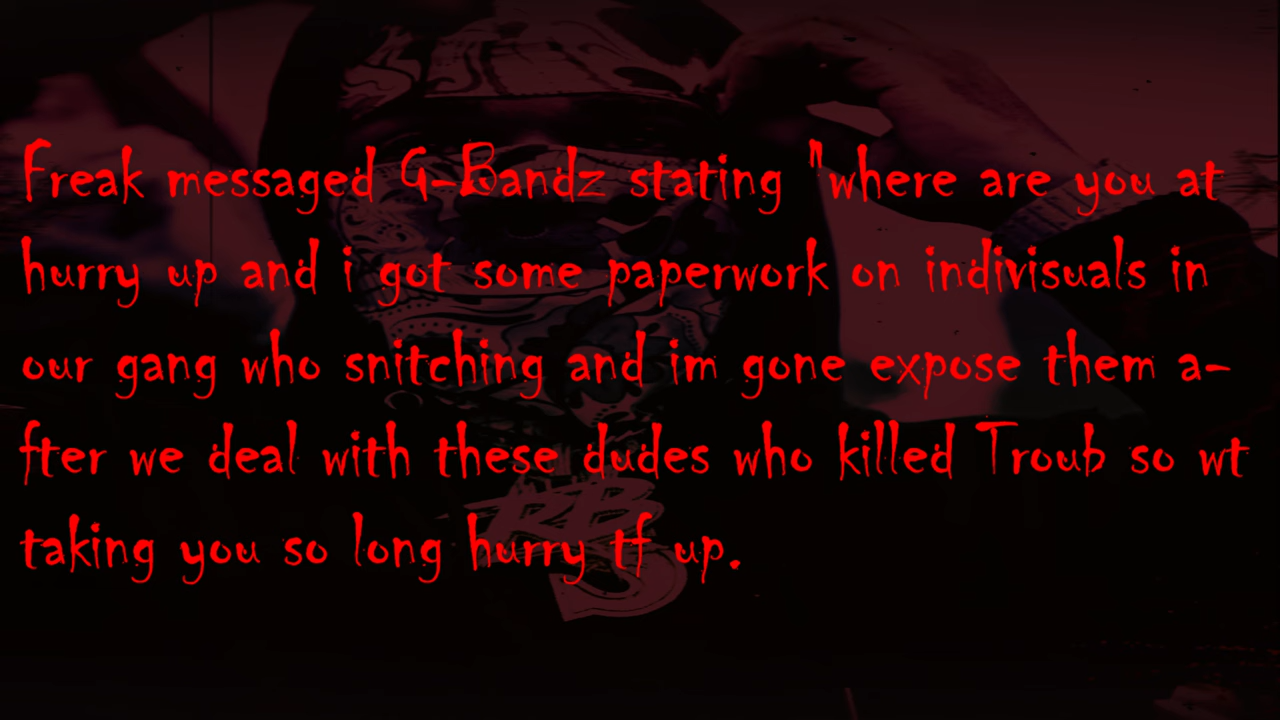 Freak messaged G-Bandz stating "where are you at
hurry up and i got some paperwork on indivisuals in
our gang who snitching and im gone expose them a-
fter we deal with these dudes who killed Troub so wt
taking you so long hurry tf up.
RB